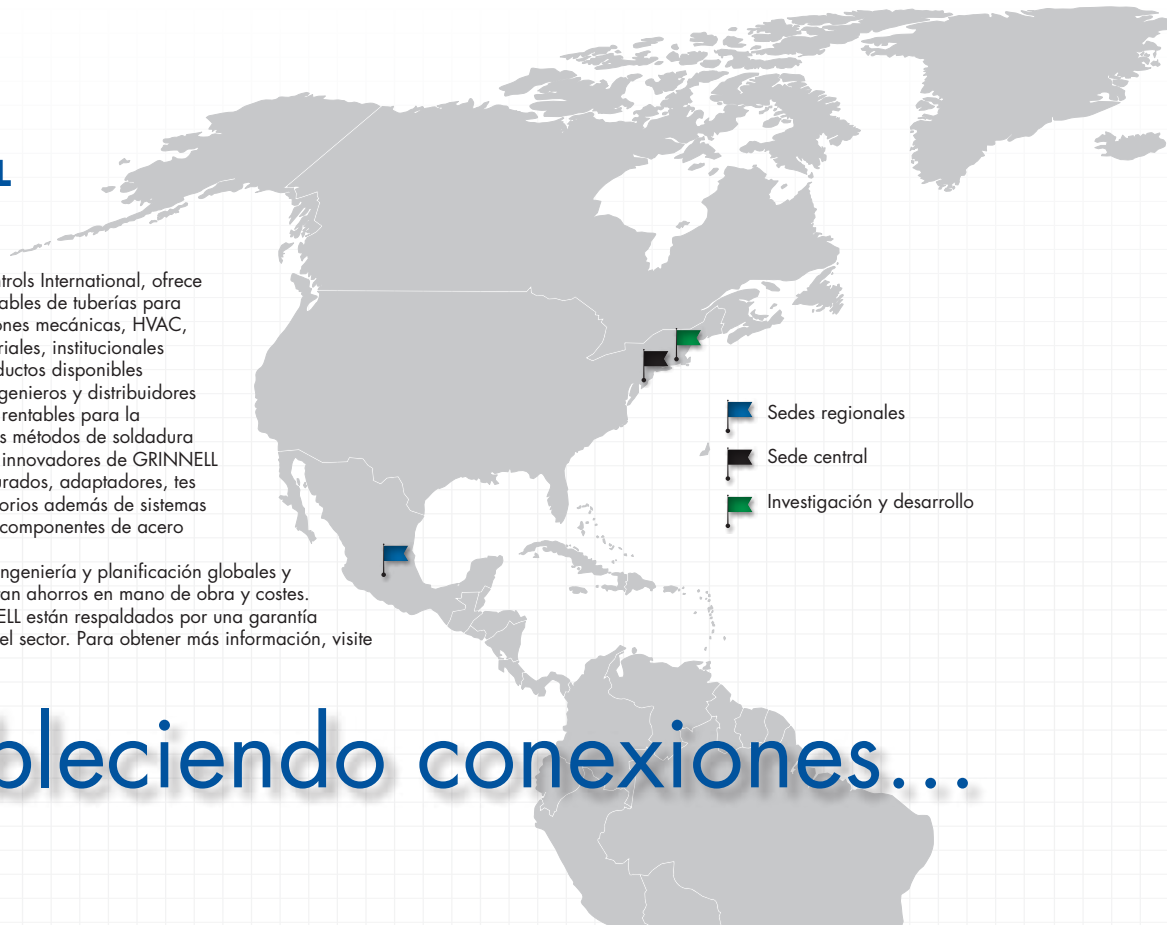 L
trols International, ofrece
ables de tuberías para
ones mecánicas, HVAC,
riales, institucionales
ductos disponibles
genieros y distribuidores
rentables para la
s métodos de soldadura
innovadores de GRINNELL
urados, adaptadores, tes
orios además de sistemas
componentes de acero
ngeniería y planificación globales y
tan ahorros en mano de obra y costes.
ELL están respaldados por una garantía
el sector. Para obtener más información, visite
Sedes regionales
Sede central
Investigación y desarrollo
bleciendo conexiones...